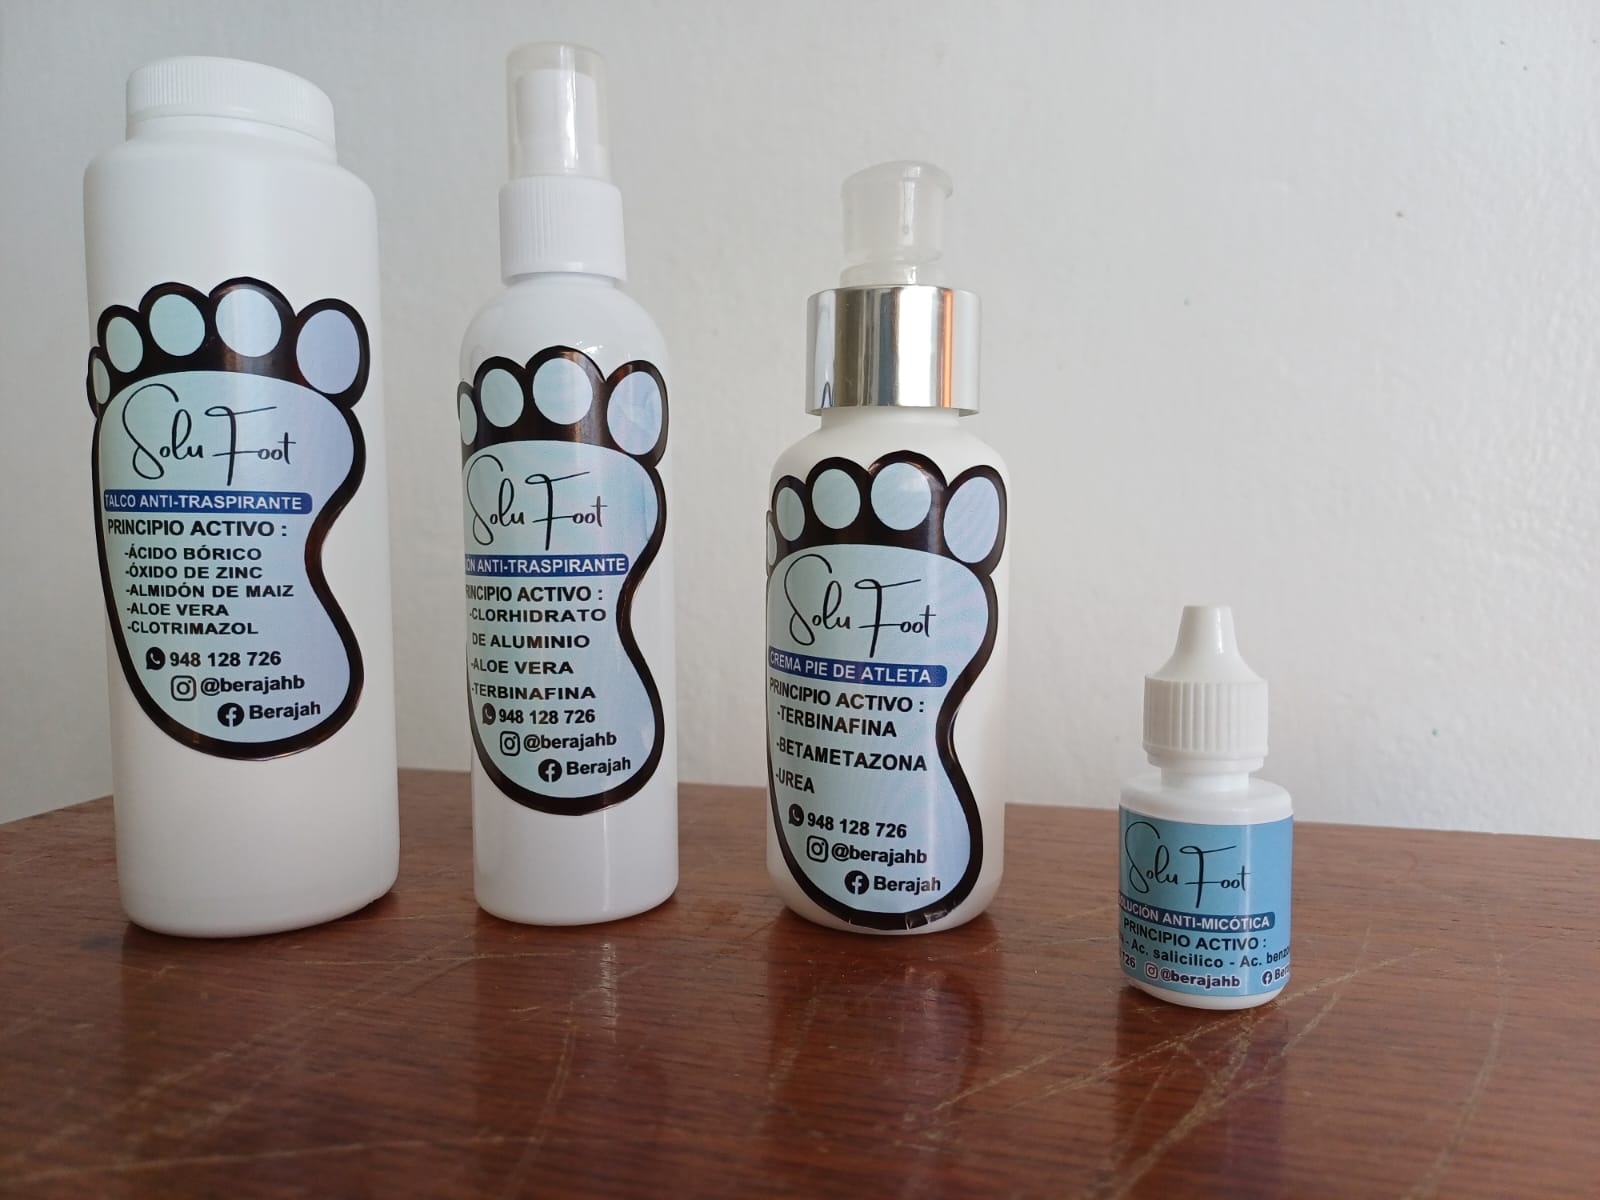 Solu Foot
TALCO ANTI-TRASPIRANTE
PRINCIPIO ACTIVO :
-ÁCIDO BÓRICO
-ÓXIDO DE ZINC
-ALMIDÓN DE MAIZ
-ALOE VERA
-CLOTRIMAZOL
948 128 726
@berajahb
Berajah
Solu Foot
ANTI-TRASPIRANTE
PRINCIPIO ACTIVO :
-CLORHIDRATO
DE ALUMINIO
-ALOE VERA
-TERBINAFINA
948 128 726
@berajahb
Berajah
Solu Foot
CREMA PIE DE ATLETA
PRINCIPIO ACTIVO :
-TERBINAFINA
-BETAMETAZONA
-UREA
948 128 726
@berajahb
Berajah
Solu Foot
SOLUCIÓN ANTI-MICÓTICA
PRINCIPIO ACTIVO :
- Ac. salicilico - Ac.
726 @berajahb